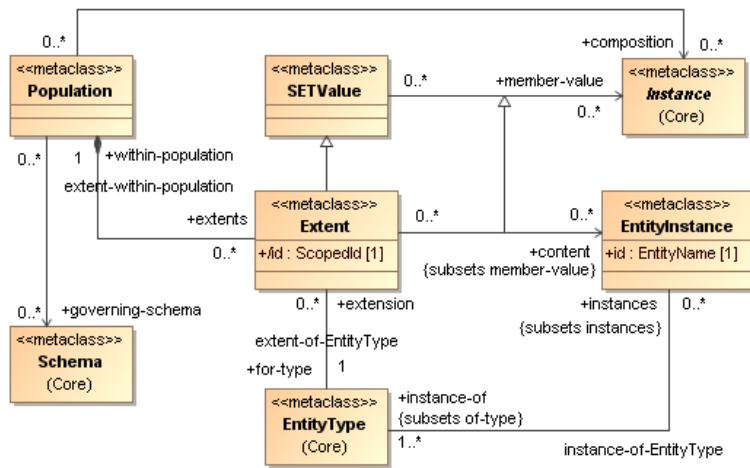 0..*
+composition
0..*
<<metaclass>>
Population
<<metaclass>>
SETValue
0..*
+member-value
0..*
<<metaclass>>
Instance
(Core)
0..*
1
+within-population
extent-within-population
+extents
0..*
<<metaclass>>
Extent
+/id : ScopedId [1]
0..*
0..*
+content
{subsets member-value}
<<metaclass>>
EntityInstance
+id : EntityName [1]
0..*
+governing-schema
<<metaclass>>
Schema
(Core)
0..*
+extension
extent-of-EntityType
+for-type
1
+instances
0..*
{subsets instances}
<<metaclass>>
EntityType
(Core)
+instance-of
{subsets of-type}
1..*
instance-of-EntityType